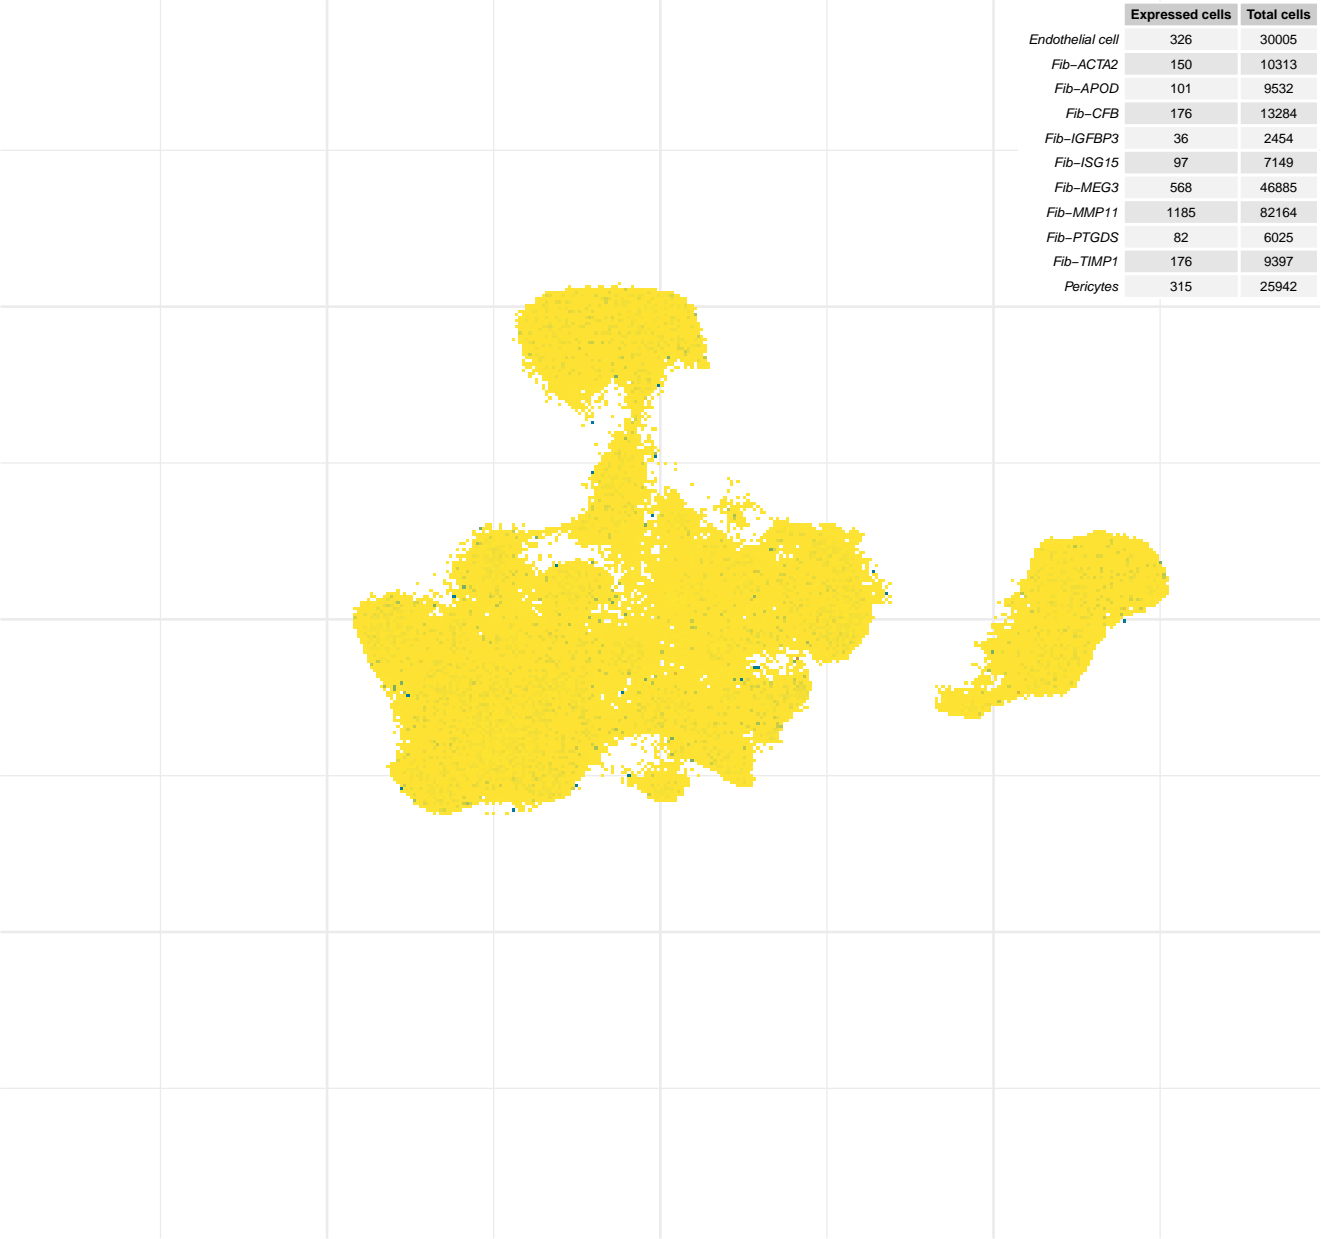 Expressed cells Total cells
Endothelial cell 326 30005
Fib−ACTA2 150 10313
Fib−APOD 101 9532
Fib−CFB 176 13284
Fib−IGFBP3 36 2454
Fib−ISG15 97 7149
Fib−MEG3 568 46885
Fib−MMP11 1185 82164
Fib−PTGDS 82 6025
Fib−TIMP1 176 9397
Pericytes 315 25942